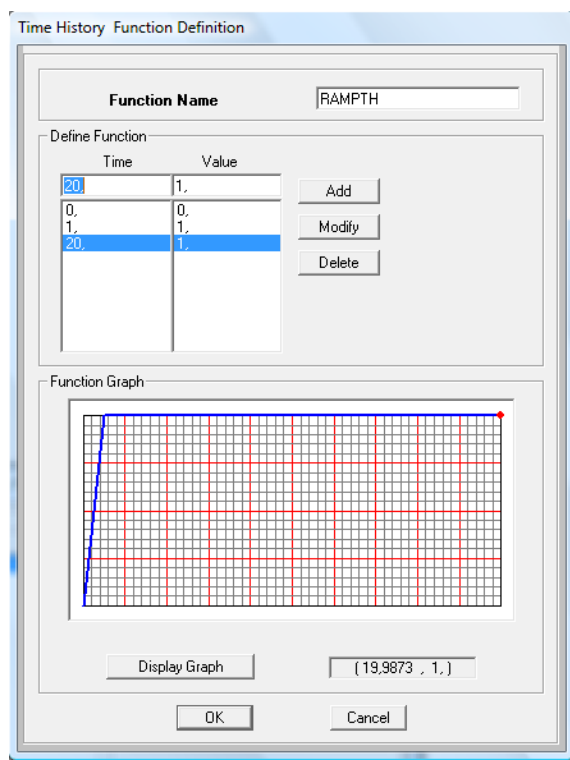 Time History Function Definition
Function Name RAMPTH
Define Function
Time Value
20, 1, Add
0, 0,
1, 1, Modify
20, 1,
Delete
Function Graph
Display Graph (19,9873 , 1,)
OK Cancel